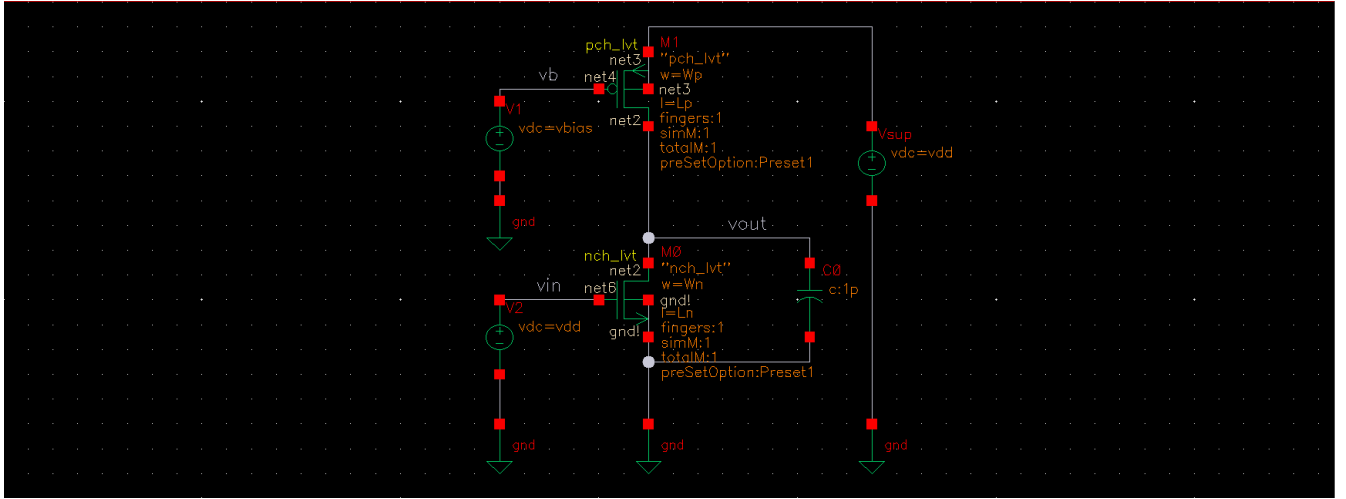 M1
pch_lvt
"pch_lvt"
net3
w=Wp
vb
net4
net3
l=Lp
V1
fingers:1
net2
vdc=vbias
simM:1
totalM:1
preSetOption:Preset1
Vsup
vdc=vdd
gnd
vout
M0
nch_lvt
"nch_lvt"
net2
w=Wn
C0
vin
net6
c:1p
gnd!
l=Ln
V2
fingers:1
vdc=vdd
gnd!
simM:1
totalM:1
preSetOption:Preset1
gnd
gnd
gnd